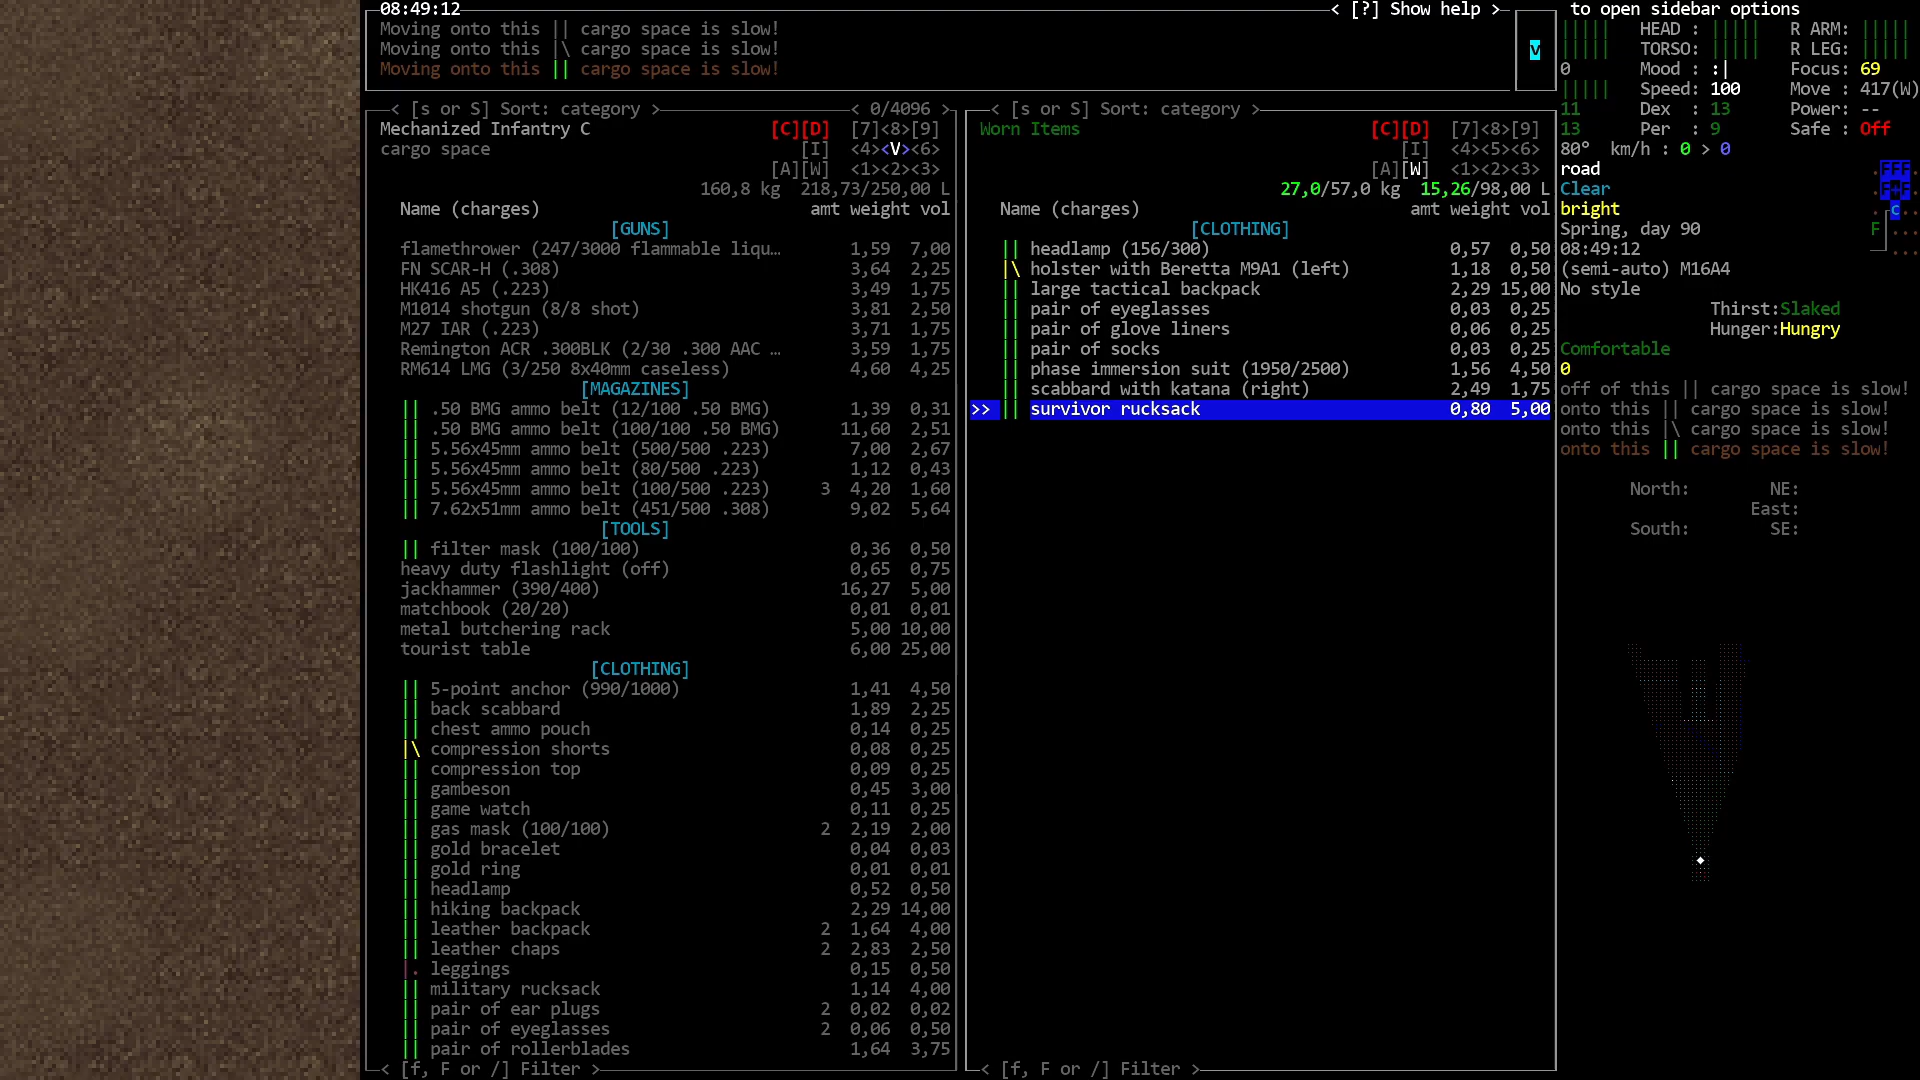 08:49:12 < [?] Show help >
Moving onto this || cargo space is slow!
Moving onto this |\ cargo space is slow!
Moving onto this || cargo space is slow!
v
< [s or S] Sort: category > < 0/4096 >
Mechanized Infantry C [C][D] [7]<8>[9]
cargo space [I] <4><V><6>
[A][W] <1><2><3>
160,8 kg 218,73/250,00 L
Name (charges) amt weight vol
[GUNS]
flamethrower (247/3000 flammable liqu… 1,59 7,00
FN SCAR-H (.308) 3,64 2,25
HK416 A5 (.223) 3,49 1,75
M1014 shotgun (8/8 shot) 3,81 2,50
M27 IAR (.223) 3,71 1,75
Remington ACR .300BLK (2/30 .300 AAC … 3,59 1,75
RM614 LMG (3/250 8x40mm caseless) 4,60 4,25
[MAGAZINES]
|| .50 BMG ammo belt (12/100 .50 BMG) 1,39 0,31
|| .50 BMG ammo belt (100/100 .50 BMG) 11,60 2,51
|| 5.56x45mm ammo belt (500/500 .223) 7,00 2,67
|| 5.56x45mm ammo belt (80/500 .223) 1,12 0,43
|| 5.56x45mm ammo belt (100/500 .223) 3 4,20 1,60
|| 7.62x51mm ammo belt (451/500 .308) 9,02 5,64
[TOOLS]
|| filter mask (100/100) 0,36 0,50
heavy duty flashlight (off) 0,65 0,75
jackhammer (390/400) 16,27 5,00
matchbook (20/20) 0,01 0,01
metal butchering rack 5,00 10,00
tourist table 6,00 25,00
[CLOTHING]
|| 5-point anchor (990/1000) 1,41 4,50
|| back scabbard 1,89 2,25
|| chest ammo pouch 0,14 0,25
|\ compression shorts 0,08 0,25
|| compression top 0,09 0,25
|| gambeson 0,45 3,00
|| game watch 0,11 0,25
|| gas mask (100/100) 2 2,19 2,00
|| gold bracelet 0,04 0,03
|| gold ring 0,01 0,01
|| headlamp 0,52 0,50
|| hiking backpack 2,29 14,00
|| leather backpack 2 1,64 4,00
|| leather chaps 2 2,83 2,50
|. leggings 0,15 0,50
|| military rucksack 1,14 4,00
|| pair of ear plugs 2 0,02 0,02
|| pair of eyeglasses 2 0,06 0,50
|| pair of rollerblades 1,64 3,75
< [f, F or /] Filter >
< [s or S] Sort: category >
Worn Items [C][D] [7]<8>[9]
[I] <4><5><6>
[A][W] <1><2><3>
27,0/57,0 kg 15,26/98,00 L
Name (charges) amt weight vol
[CLOTHING]
|| headlamp (156/300) 0,57 0,50
|\ holster with Beretta M9A1 (left) 1,18 0,50
|| large tactical backpack 2,29 15,00
|| pair of eyeglasses 0,03 0,25
|| pair of glove liners 0,06 0,25
|| pair of socks 0,03 0,25
|| phase immersion suit (1950/2500) 1,56 4,50
|| scabbard with katana (right) 2,49 1,75
>> || survivor rucksack 0,80 5,00
< [f, F or /] Filter >
to open sidebar options
||||| HEAD : ||||| R ARM: |||||
||||| TORSO: ||||| R LEG: |||||
0 Mood : :| Focus: 69
||||| Speed: 100 Move : 417(W)
11 Dex : 13 Power: --
13 Per : 9 Safe : Off
80° km/h : 0 > 0
road
Clear
bright
Spring, day 90
08:49:12
(semi-auto) M16A4
No style
Thirst:Slaked
Hunger:Hungry
Comfortable
0
off of this || cargo space is slow!
onto this || cargo space is slow!
onto this |\ cargo space is slow!
onto this || cargo space is slow!
North: NE:
East:
South: SE:
FFF
F+F
c
F